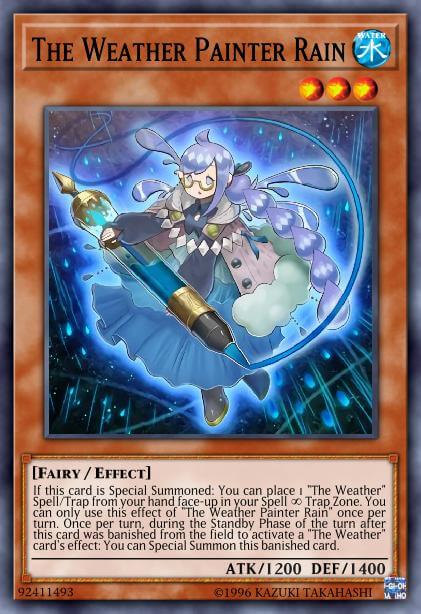 THE WEATHER PAINTER RAIN
WATER
水
[FAIRY / EFFECT]
If this card is Special Summoned: You can place 1 "The Weather"
Spell/Trap from your hand face-up in your Spell ∞ Trap Zone. You
can only use this effect of "The Weather Painter Rain" once per
turn. Once per turn, during the Standby Phase of the turn after
this card was banished from the field to activate a "The Weather"
card's effect: You can Special Summon this banished card.
ATK/1200 DEF/1400
92411493
©1996 KAZUKI TAKAHASHI